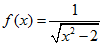 f(x) = 1/√(x² − 2)